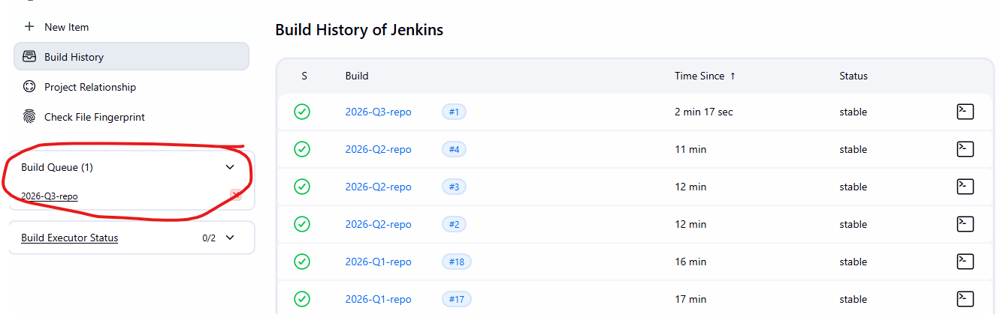 New Item
Build History
Project Relationship
Check File Fingerprint
Build Queue (1)
2026-Q3-repo
Build Executor Status 0/2
Build History of Jenkins
S Build Time Since ↑ Status
2026-Q3-repo #1 2 min 17 sec stable
2026-Q2-repo #4 11 min stable
2026-Q2-repo #3 12 min stable
2026-Q2-repo #2 12 min stable
2026-Q1-repo #18 16 min stable
2026-Q1-repo #17 17 min stable